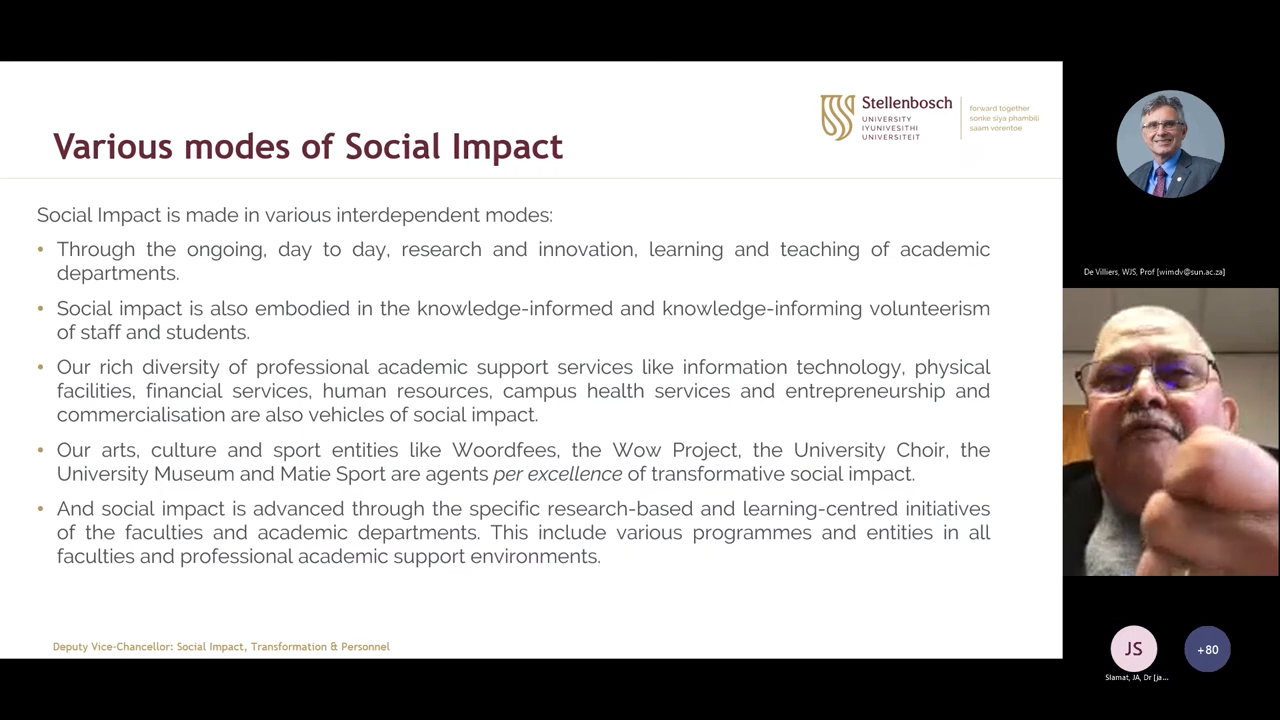 Stellenbosch
UNIVERSITY
IYUNIVESITHI
UNIVERSITEIT
forward together
sonke siya phambili
saam vorentoe
Various modes of Social Impact
Social Impact is made in various interdependent modes:
• Through the ongoing, day to day, research and innovation, learning and teaching of academic
departments.
• Social impact is also embodied in the knowledge-informed and knowledge-informing volunteerism
of staff and students.
• Our rich diversity of professional academic support services like information technology, physical
facilities, financial services, human resources, campus health services and entrepreneurship and
commercialisation are also vehicles of social impact.
• Our arts, culture and sport entities like Woordfees, the Wow Project, the University Choir, the
University Museum and Matie Sport are agents per excellence of transformative social impact.
• And social impact is advanced through the specific research-based and learning-centred initiatives
of the faculties and academic departments. This include various programmes and entities in all
faculties and professional academic support environments.
Deputy Vice-Chancellor: Social Impact, Transformation & Personnel
De Villiers, WJS, Prof [wimdv@sun.ac.za]
JS
+80
Slamat, JA, Dr [ja...